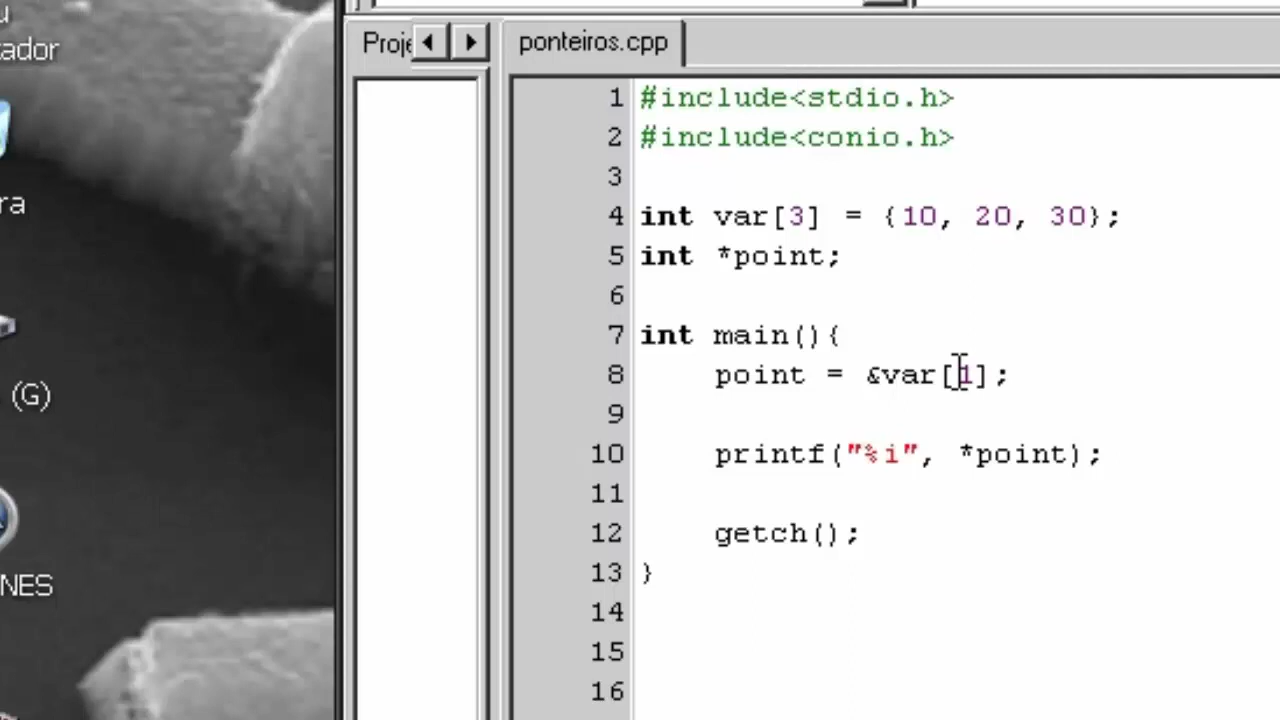 u
tador
ra
(G)
NES
Proje
ponteiros.cpp
1 #include<stdio.h>
2 #include<conio.h>
3
4 int var[3] = {10, 20, 30};
5 int *point;
6
7 int main(){
8 point = &var[1];
9
10 printf("%i", *point);
11
12 getch();
13 }
14
15
16